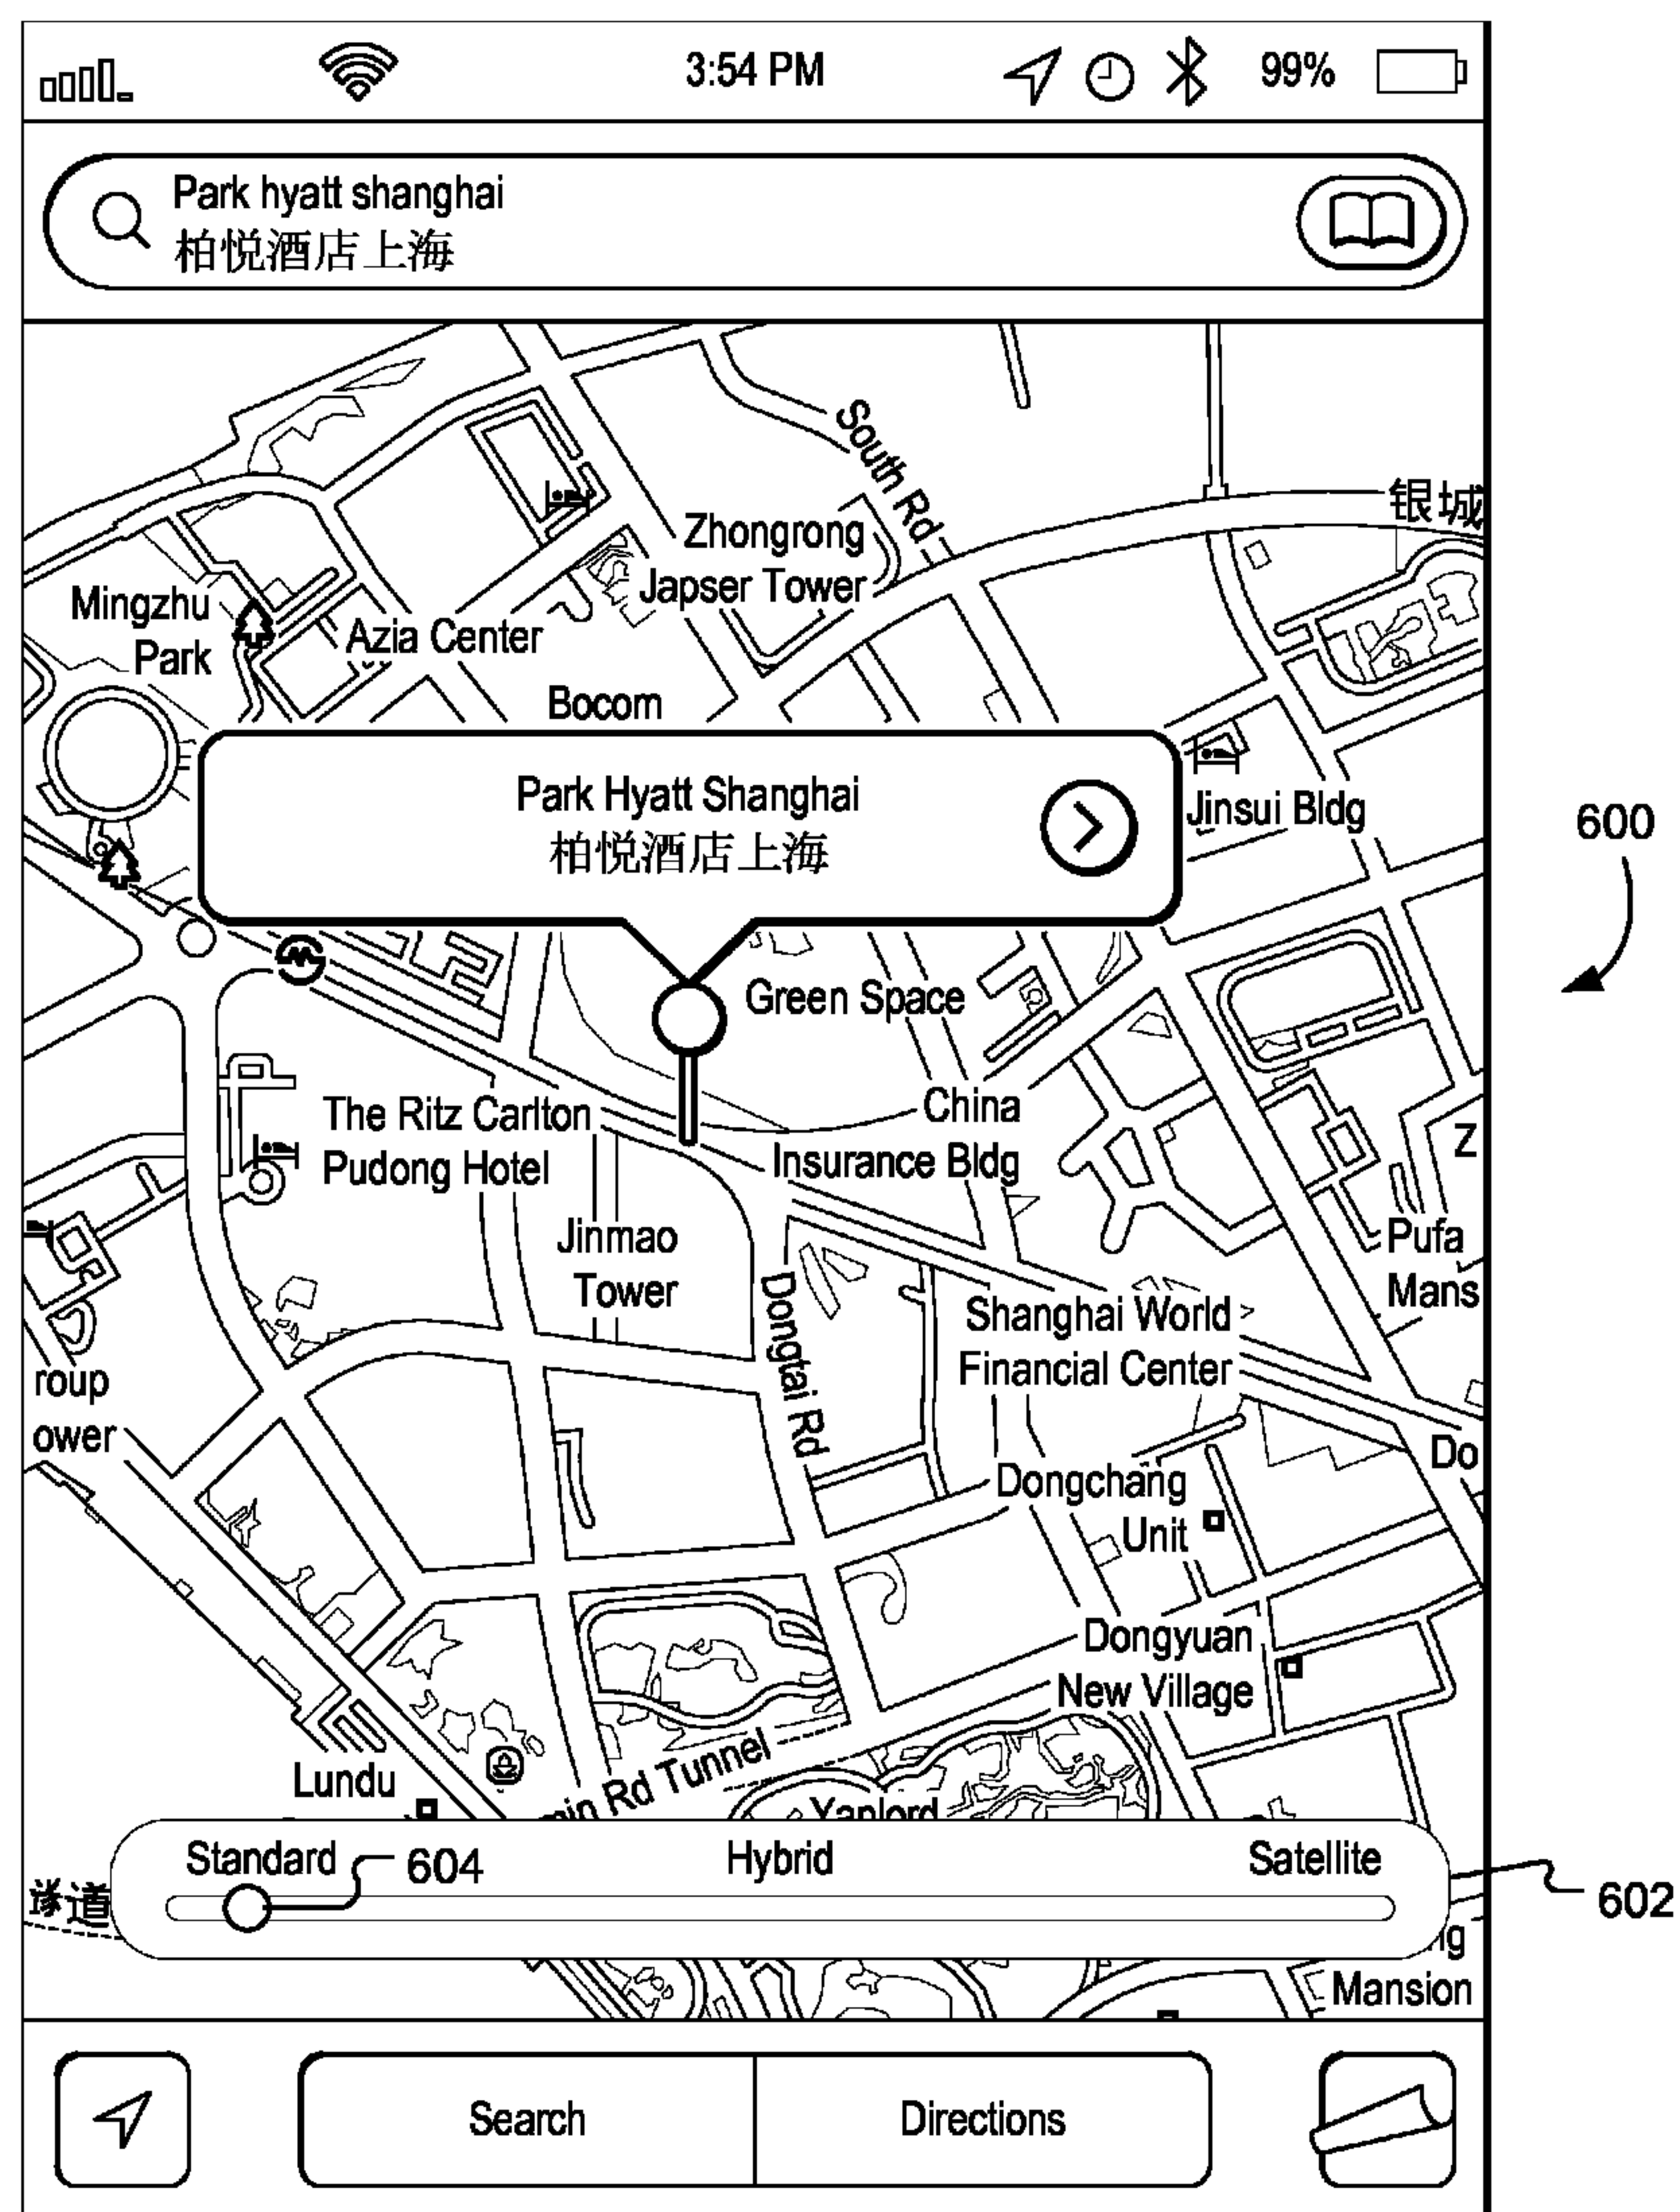 3:54 PM
99%
Park hyatt shanghai
柏悦酒店上海
South Rd
银城
Zhongrong
Japser Tower
Mingzhu
Park
Azia Center
Bocom
Park Hyatt Shanghai
柏悦酒店上海
Jinsui Bldg
600
Green Space
China
Insurance Bldg
The Ritz Carlton
Pudong Hotel
Z
Jinmao
Tower
Pufa
Mans
Dongtai Rd
Shanghai World
Financial Center
roup
ower
Do
Dongchang
Unit
Dongyuan
New Village
min Rd Tunnel
Lundu
Yanlord
Standard
604
Hybrid
Satellite
602
隧道
ng
Mansion
Search
Directions